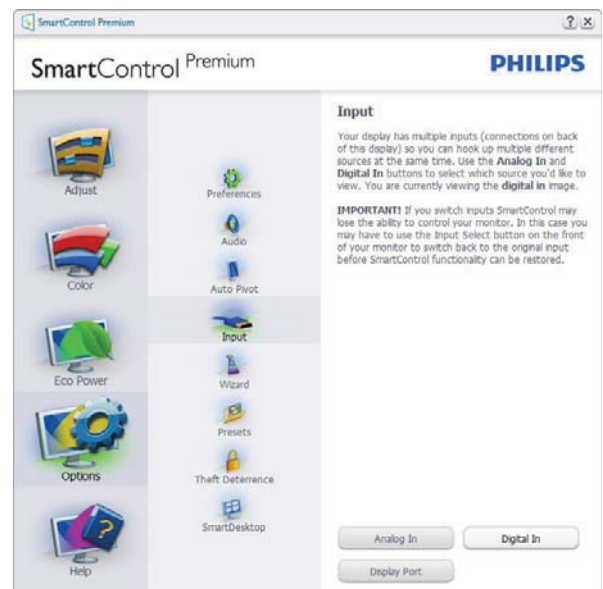 SmartControl Premium
? x
SmartControl Premium
PHILIPS
Adjust
Color
Eco Power
Options
Help
Preferences
Audio
Auto Pivot
Input
Wizard
Presets
Theft Deterrence
SmartDesktop
Input
Your display has multiple inputs (connections on back
of this display) so you can hook up multiple different
sources at the same time. Use the Analog In and
Digital In buttons to select which source you'd like to
view. You are currently viewing the digital in image.
IMPORTANT! If you switch inputs SmartControl may
lose the ability to control your monitor. In this case you
may have to use the Input Select button on the front
of your monitor to switch back to the original input
before SmartControl functionality can be restored.
Analog In
Digital In
Display Port